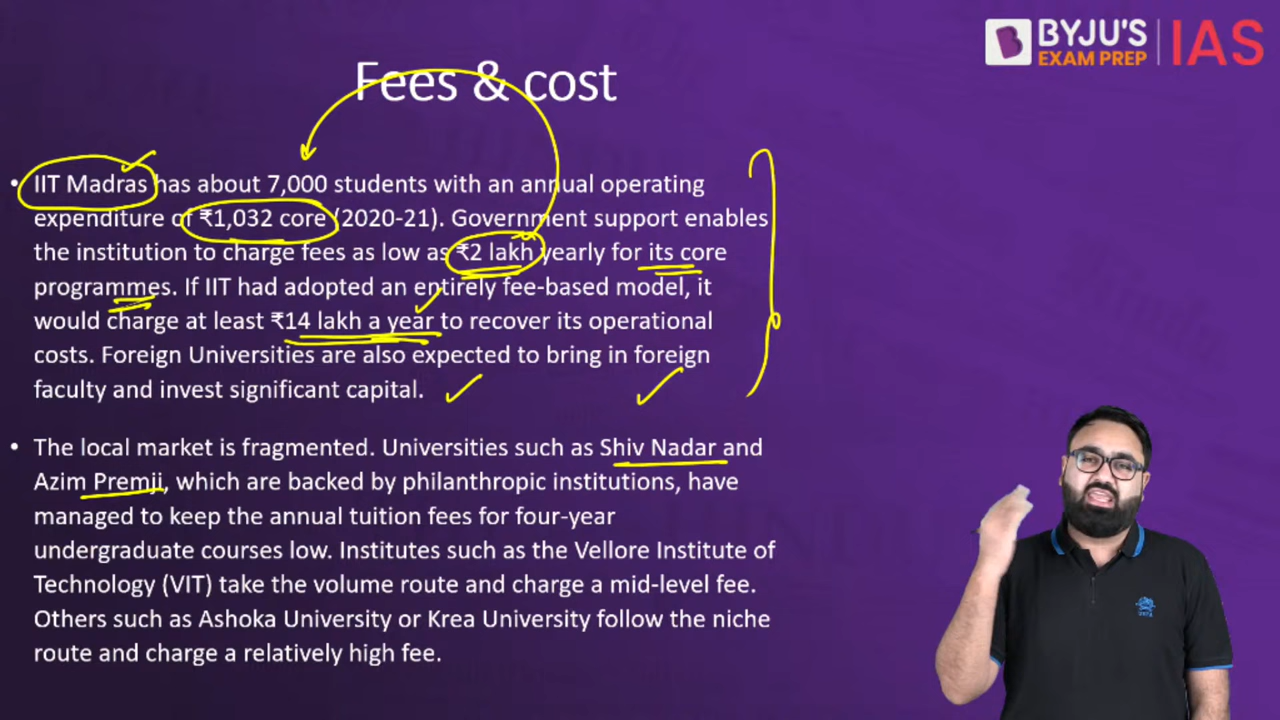 BYJU'S
EXAM PREP
IAS
Fees & cost
• IIT Madras has about 7,000 students with an annual operating
expenditure of ₹1,032 core (2020-21). Government support enables
the institution to charge fees as low as ₹2 lakh yearly for its core
programmes. If IIT had adopted an entirely fee-based model, it
would charge at least ₹14 lakh a year to recover its operational
costs. Foreign Universities are also expected to bring in foreign
faculty and invest significant capital.
• The local market is fragmented. Universities such as Shiv Nadar and
Azim Premji, which are backed by philanthropic institutions, have
managed to keep the annual tuition fees for four-year
undergraduate courses low. Institutes such as the Vellore Institute of
Technology (VIT) take the volume route and charge a mid-level fee.
Others such as Ashoka University or Krea University follow the niche
route and charge a relatively high fee.